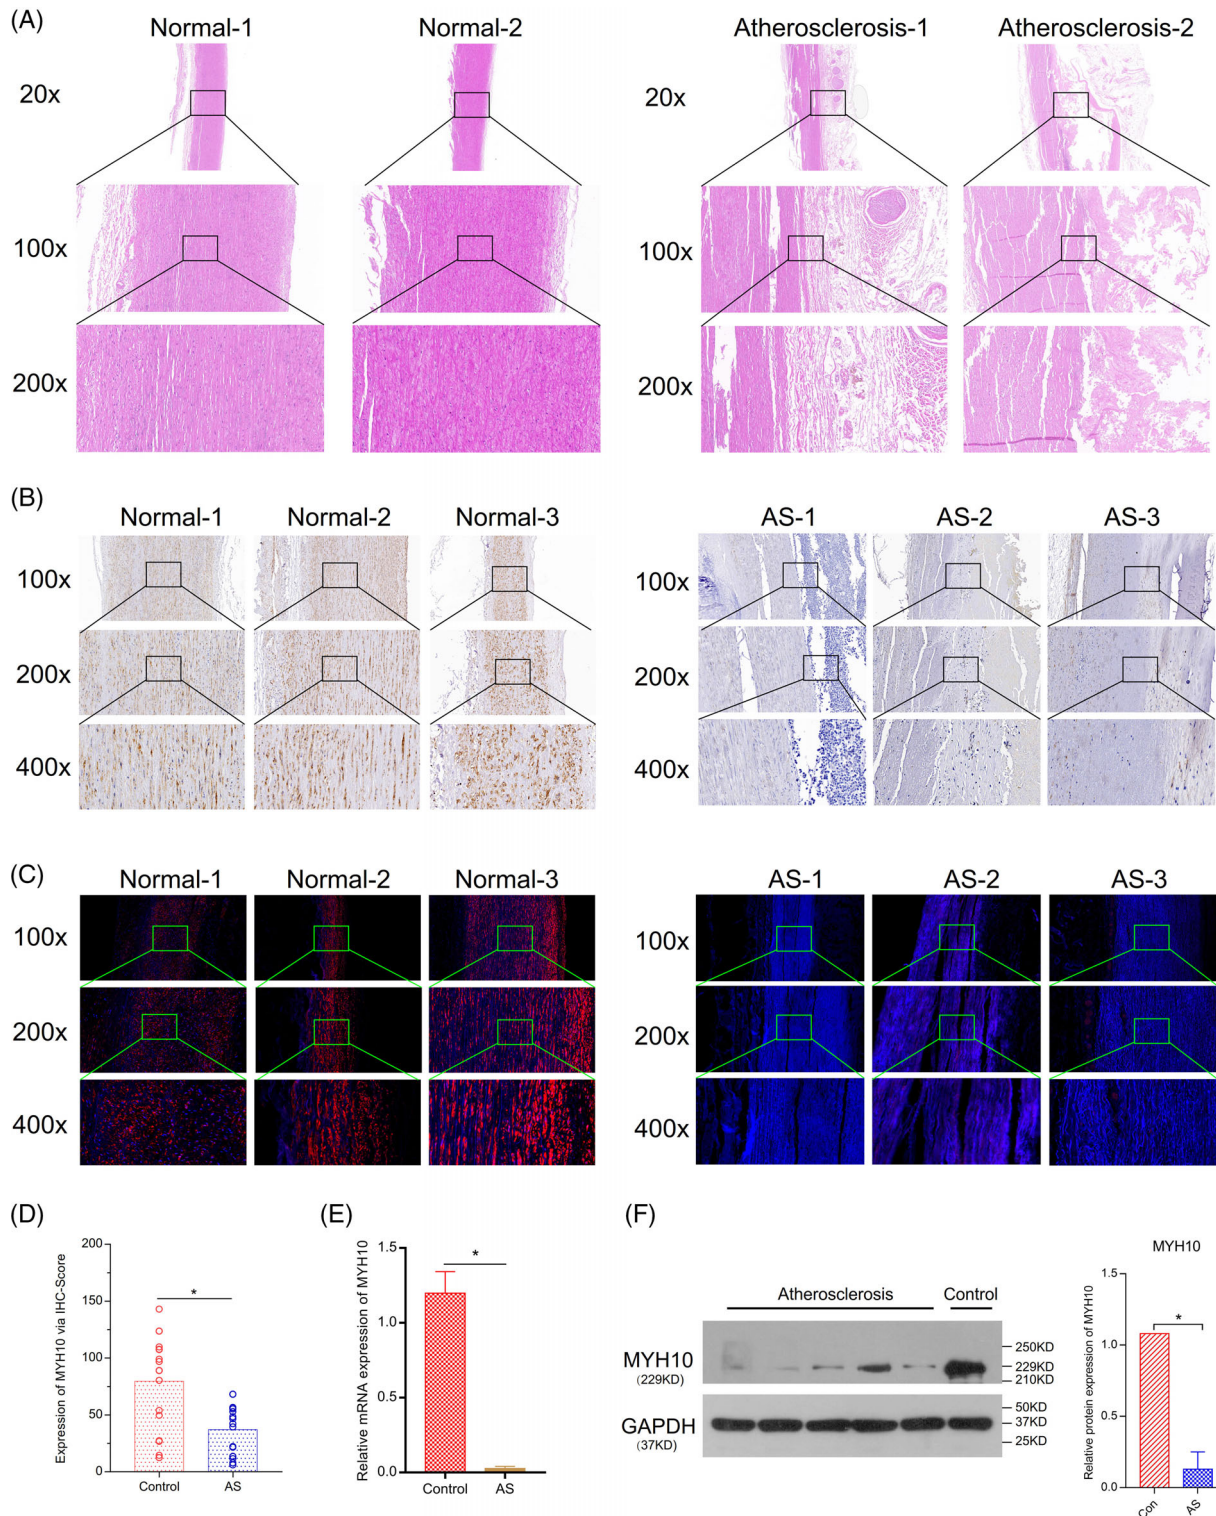 (A)
Normal-1 Normal-2 Atherosclerosis-1 Atherosclerosis-2
20x 20x
100x 100x
200x 200x
(B)
Normal-1 Normal-2 Normal-3 AS-1 AS-2 AS-3
100x 100x
200x 200x
400x 400x
(C)
Normal-1 Normal-2 Normal-3 AS-1 AS-2 AS-3
100x 100x
200x 200x
400x 400x
(D)
Expression of MYH10 via IHC-Score
200
150
100
50
0
*
Control AS
(E)
Relative mRNA expression of MYH10
1.5
1.0
0.5
0.0
*
Control AS
(F)
Atherosclerosis Control
MYH10
(229KD)
250KD
229KD
210KD
GAPDH
(37KD)
50KD
37KD
25KD
MYH10
Relative protein expression of MYH10
1.5
1.0
0.5
0.0
*
Con AS